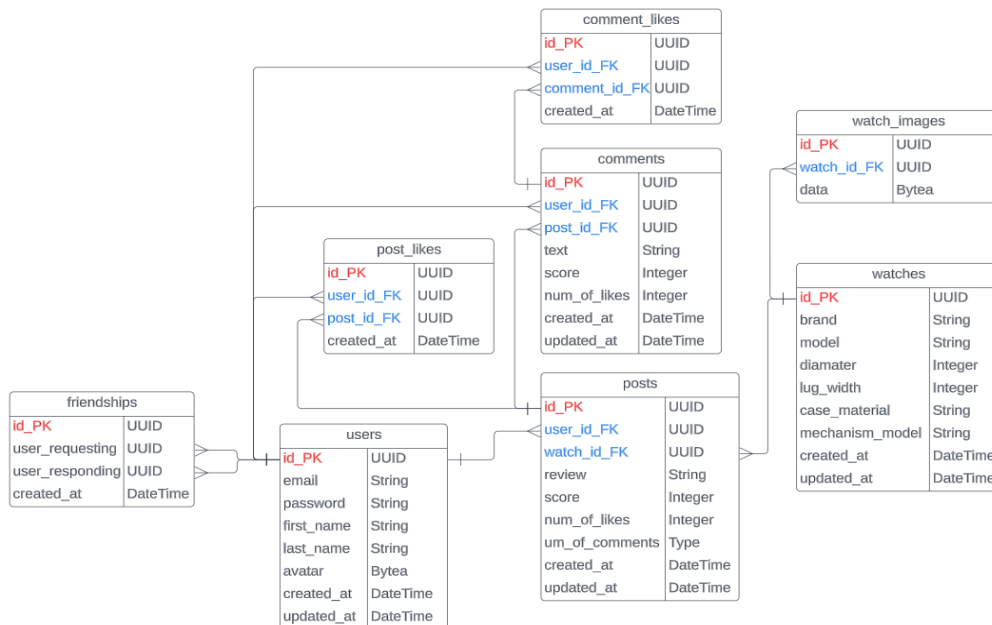 comment_likes
id_PK UUID
user_id_FK UUID
comment_id_FK UUID
created_at DateTime
watch_images
id_PK UUID
watch_id_FK UUID
data Bytea
comments
id_PK UUID
user_id_FK UUID
post_id_FK UUID
text String
score Integer
num_of_likes Integer
created_at DateTime
updated_at DateTime
post_likes
id_PK UUID
user_id_FK UUID
post_id_FK UUID
created_at DateTime
watches
id_PK UUID
brand String
model String
diamater Integer
lug_width Integer
case_material String
mechanism_model String
created_at DateTime
updated_at DateTime
posts
id_PK UUID
user_id_FK UUID
watch_id_FK UUID
review String
score Integer
num_of_likes Integer
um_of_comments Type
created_at DateTime
updated_at DateTime
friendships
id_PK UUID
user_requesting UUID
user_responding UUID
created_at DateTime
users
id_PK UUID
email String
password String
first_name String
last_name String
avatar Bytea
created_at DateTime
updated_at DateTime